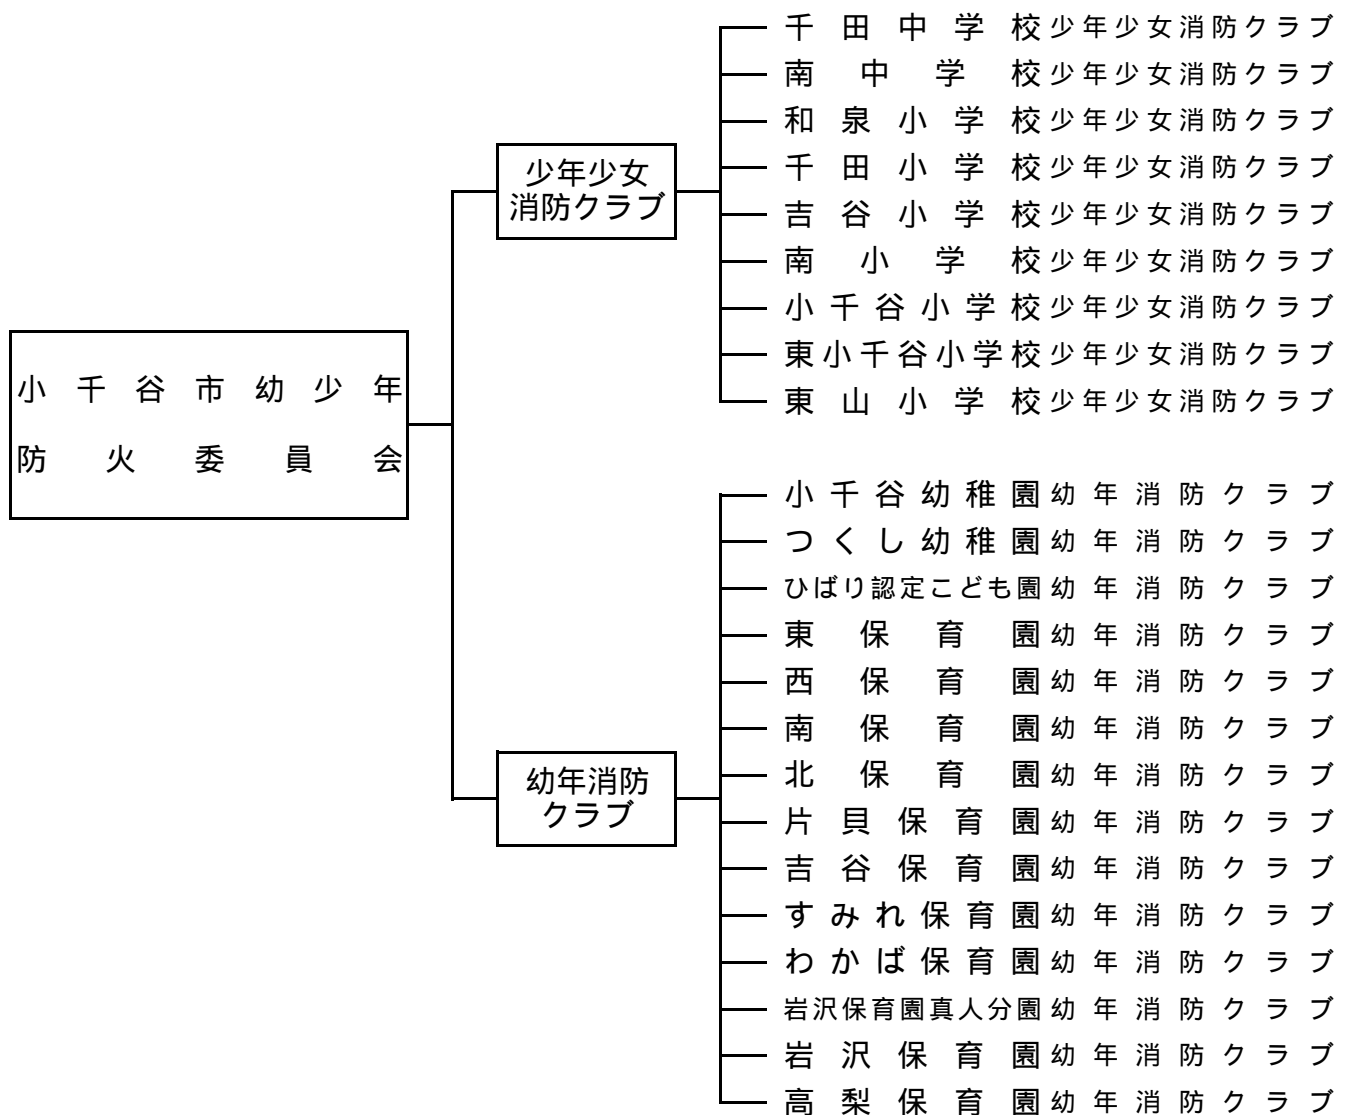 小千谷市幼少年
防火委員会
少年少女
消防クラブ
千田中学校少年少女消防クラブ
南中学校少年少女消防クラブ
和泉小学校少年少女消防クラブ
千田小学校少年少女消防クラブ
吉谷小学校少年少女消防クラブ
南小学校少年少女消防クラブ
小千谷小学校少年少女消防クラブ
東小千谷小学校少年少女消防クラブ
東山小学校少年少女消防クラブ
幼年消防
クラブ
小千谷幼稚園幼年消防クラブ
つくし幼稚園幼年消防クラブ
ひばり認定こども園幼年消防クラブ
東保育園幼年消防クラブ
西保育園幼年消防クラブ
南保育園幼年消防クラブ
北保育園幼年消防クラブ
片貝保育園幼年消防クラブ
吉谷保育園幼年消防クラブ
すみれ保育園幼年消防クラブ
わかば保育園幼年消防クラブ
岩沢保育園真人分園幼年消防クラブ
岩沢保育園幼年消防クラブ
高梨保育園幼年消防クラブ